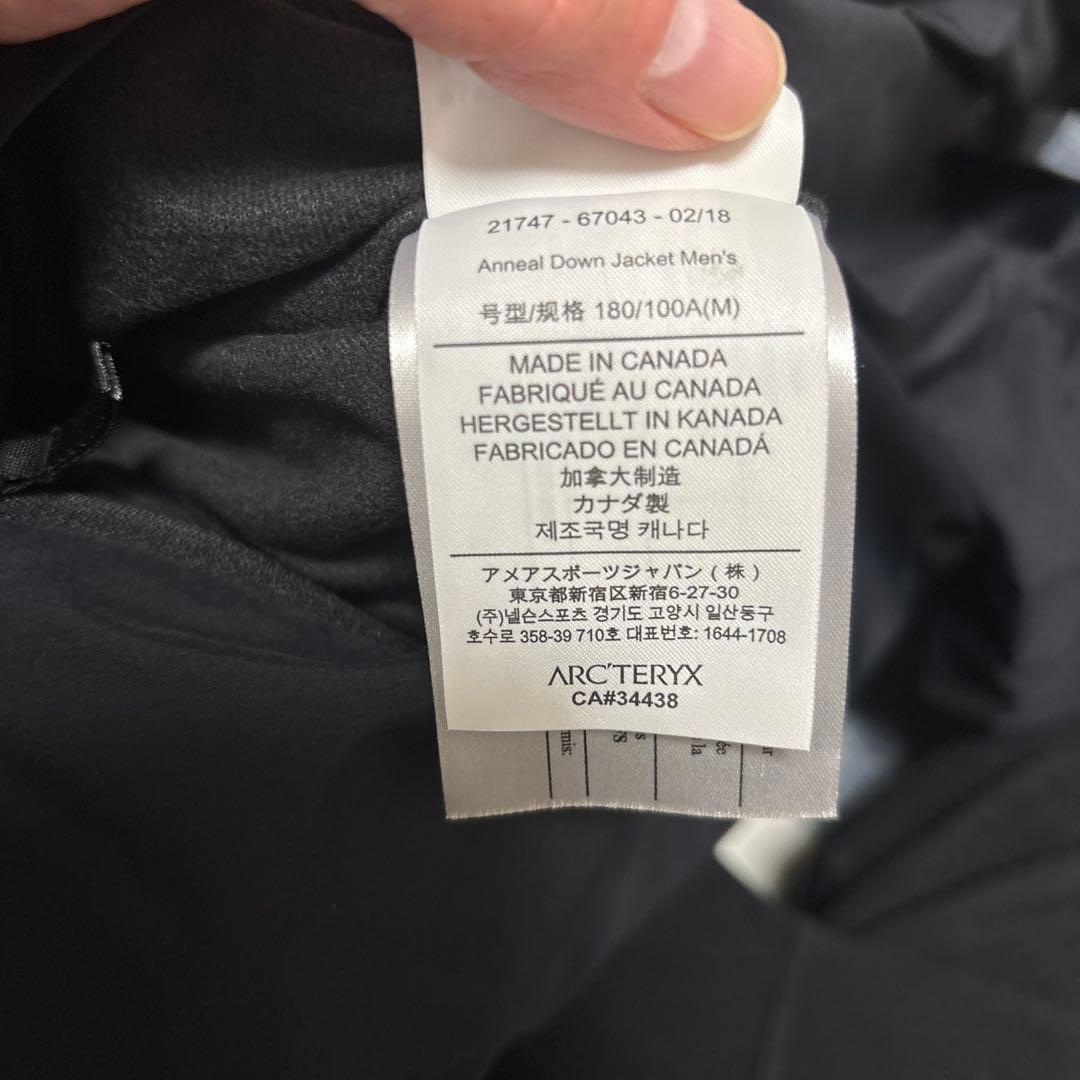 21747 - 67043 - 02/18
Anneal Down Jacket Men's
号型/规格 180/100A(M)
MADE IN CANADA
FABRIQUÉ AU CANADA
HERGESTELLT IN KANADA
FABRICADO EN CANADÁ
加拿大制造
カナダ製
제조국명 캐나다
アメアスポーツジャパン(株)
東京都新宿区新宿6-27-30
(주)넬슨스포츠 경기도 고양시 일산동구
호수로 358-39 710호 대표번호: 1644-1708
ARC'TERYX
CA#34438
la